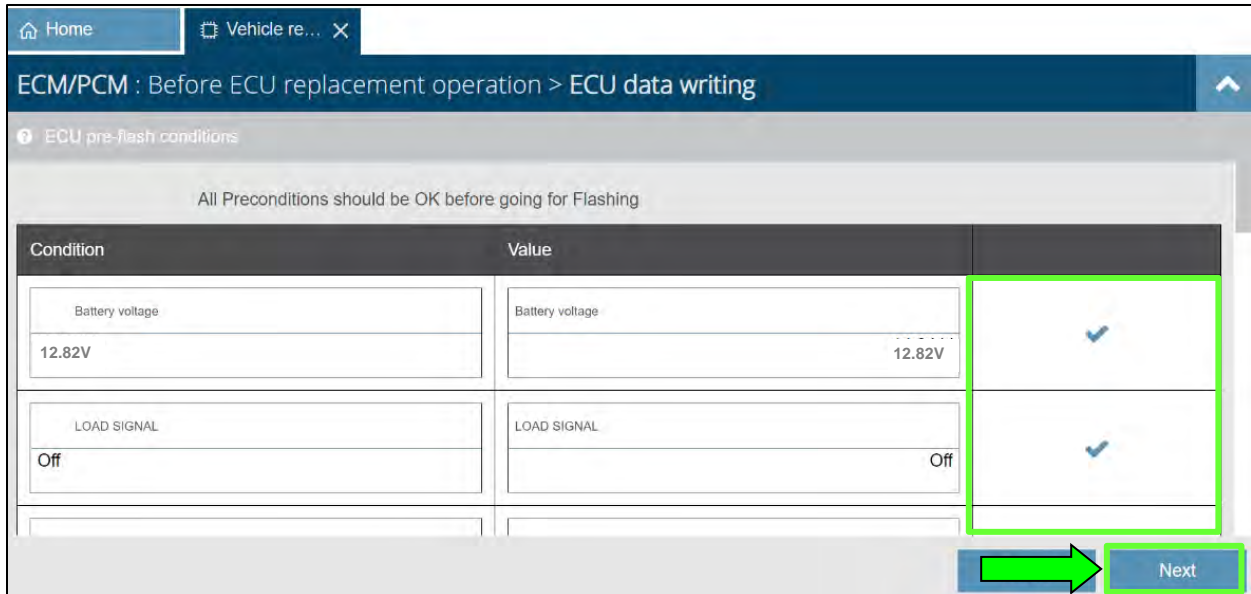 Home
Vehicle re...
ECM/PCM : Before ECU replacement operation > ECU data writing
ECU pre-flash conditions
All Preconditions should be OK before going for Flashing
Condition Value
Battery voltage Battery voltage
12.82V 12.82V
LOAD SIGNAL LOAD SIGNAL
Off Off
Next